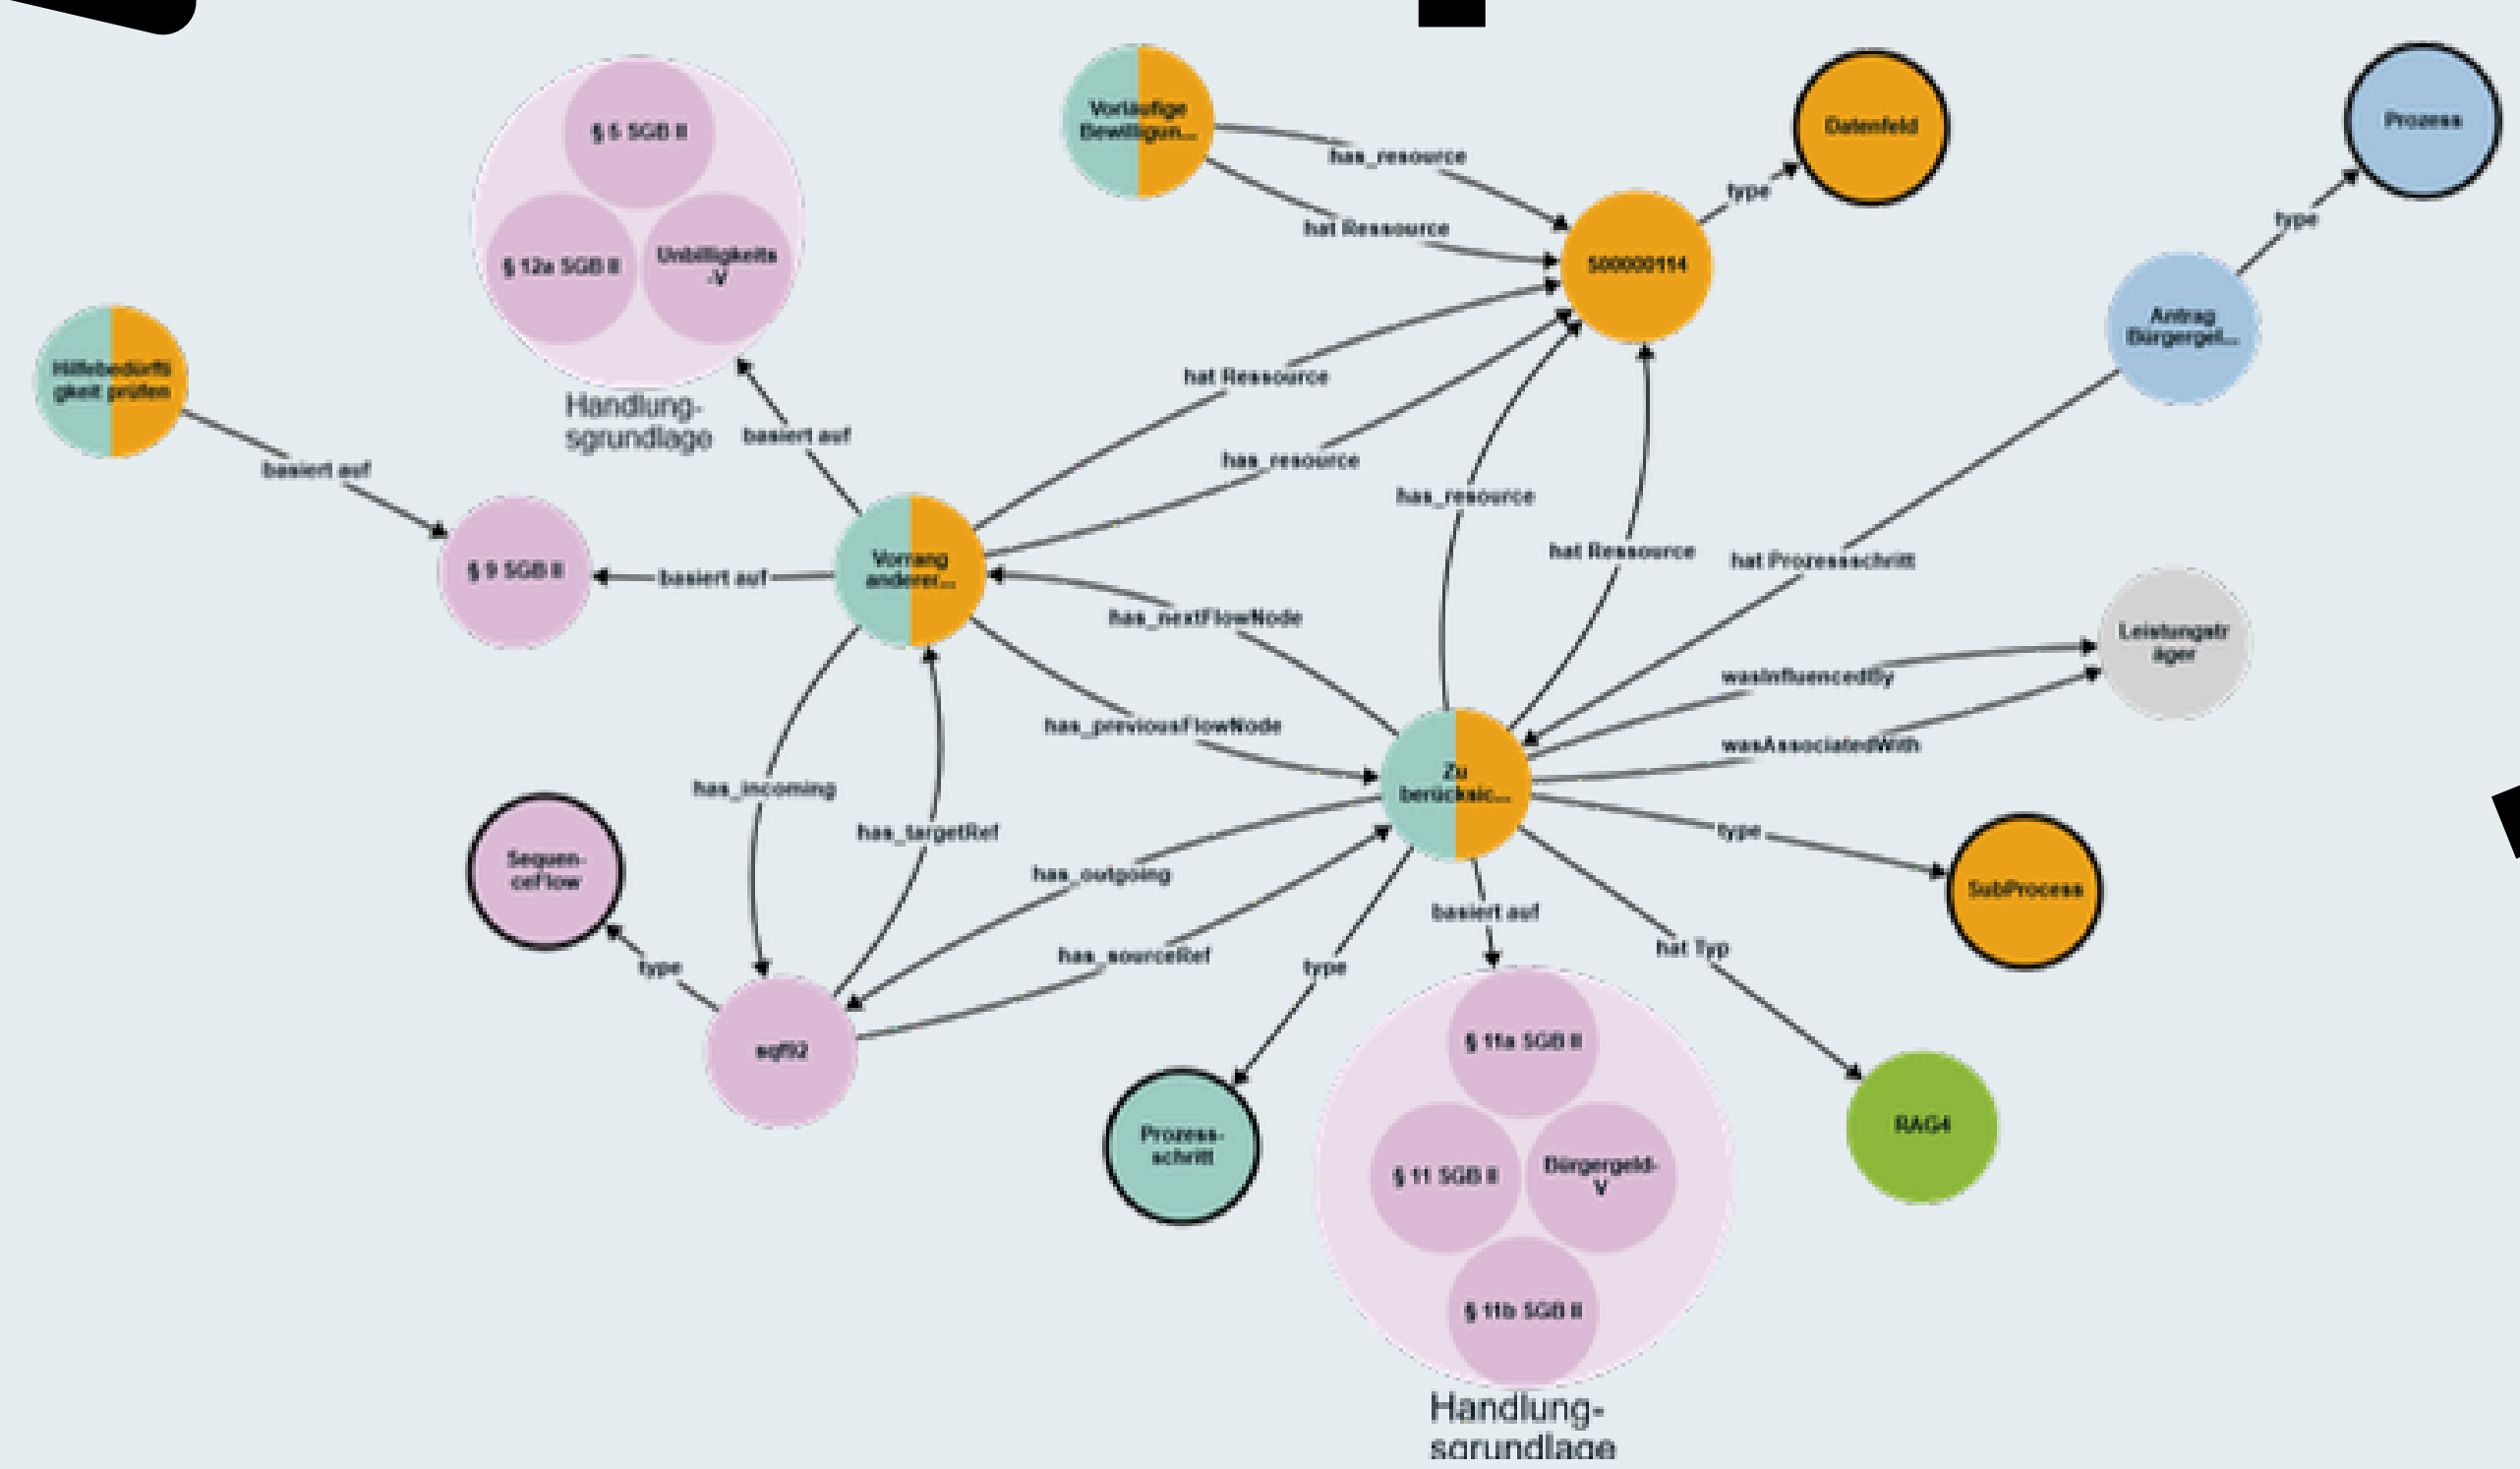 § 5 SGB II
§ 12a SGB II
Unbilligkeits
-V
Handlung-
sgrundlage
Vorläufige
Bewilligun...
has_resource
hat Ressource
Datenfeld
type
S00000114
Prozess
type
Antrag
Bürgergel...
Hilfebedürfti
gkeit prüfen
basiert auf
basiert auf
§ 9 SGB II
basiert auf
Vorrang
anderer...
hat Ressource
has_resource
has_resource
hat Ressource
hat Prozessschritt
has_nextFlowNode
has_previousFlowNode
Leistungstr
äger
wasInfluencedBy
wasAssociatedWith
Zu
berücksic...
has_incoming
has_targetRef
Sequen-
ceFlow
type
sqf92
has_outgoing
has_sourceRef
type
SubProcess
basiert auf
hat Typ
type
Prozess-
schritt
RAG4
§ 11a SGB II
§ 11 SGB II
Bürgergeld-
V
§ 11b SGB II
Handlung-
sgrundlage